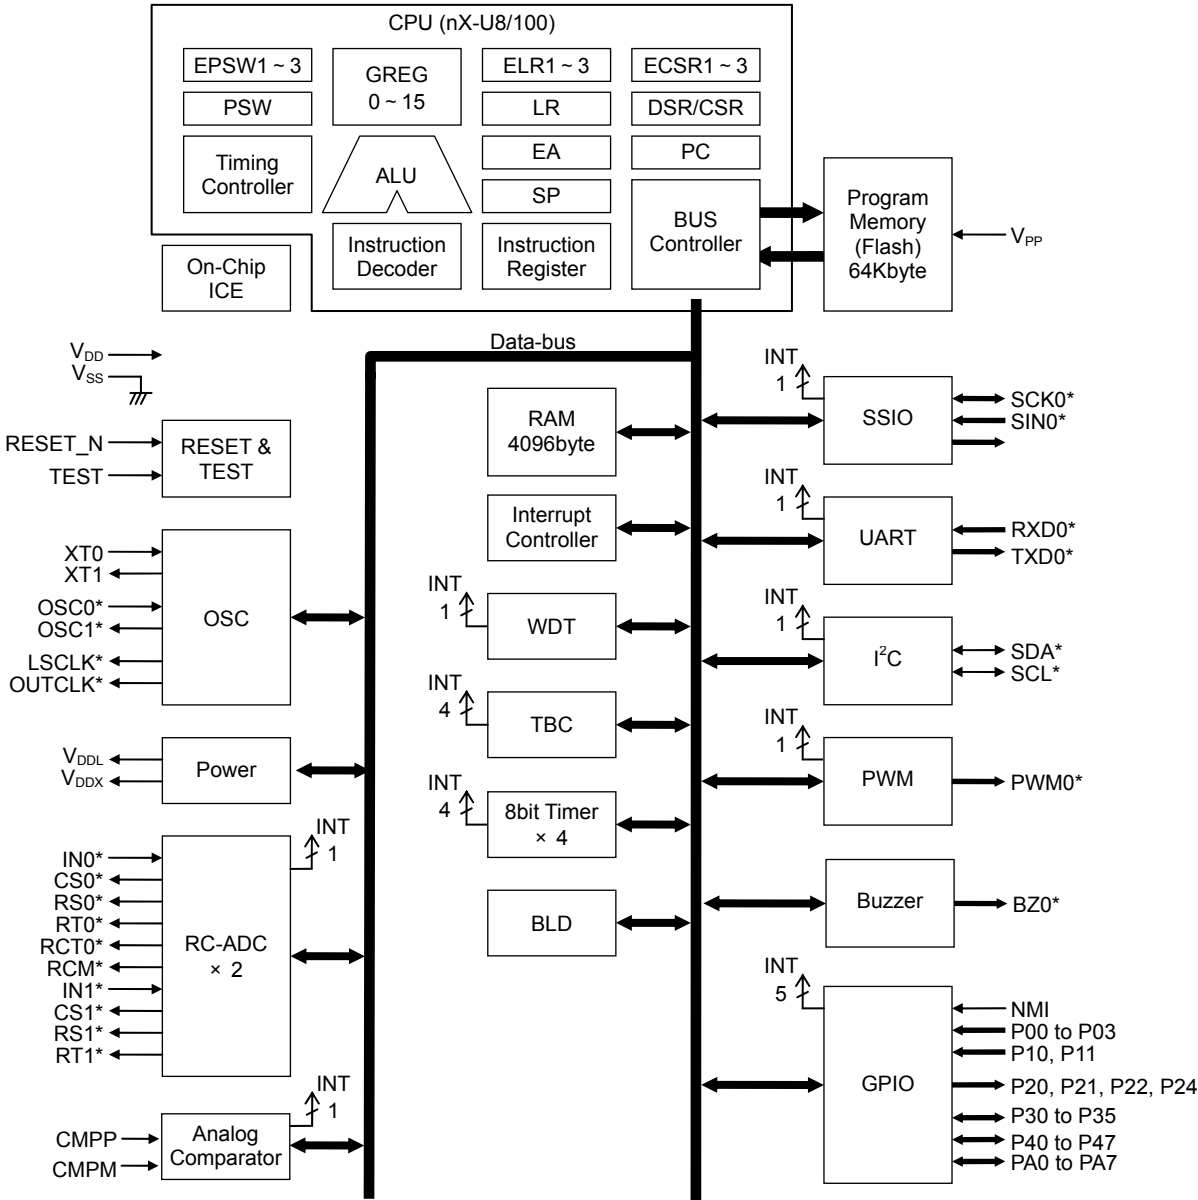 CPU (nX-U8/100)
EPSW1 ~ 3
GREG
0 ~ 15
ELR1 ~ 3
ECSR1 ~ 3
PSW
LR
DSR/CSR
Timing
Controller
ALU
EA
PC
SP
BUS
Controller
Program
Memory
(Flash)
64Kbyte
VPP
Instruction
Decoder
Instruction
Register
On-Chip
ICE
Data-bus
VDD
VSS
RESET_N
TEST
RESET &
TEST
XT0
XT1
OSC0*
OSC1*
LSCLK*
OUTCLK*
OSC
VDDL
VDDX
Power
IN0*
CS0*
RS0*
RT0*
RCT0*
RCM*
IN1*
CS1*
RS1*
RT1*
RC-ADC
× 2
INT
1
CMPP
CMPM
Analog
Comparator
INT
1
RAM
4096byte
Interrupt
Controller
INT
1
WDT
INT
4
TBC
INT
4
8bit Timer
× 4
BLD
INT
1
SSIO
SCK0*
SIN0*
INT
1
UART
RXD0*
TXD0*
INT
1
I²C
SDA*
SCL*
INT
1
PWM
PWM0*
Buzzer
BZ0*
INT
5
GPIO
NMI
P00 to P03
P10, P11
P20, P21, P22, P24
P30 to P35
P40 to P47
PA0 to PA7